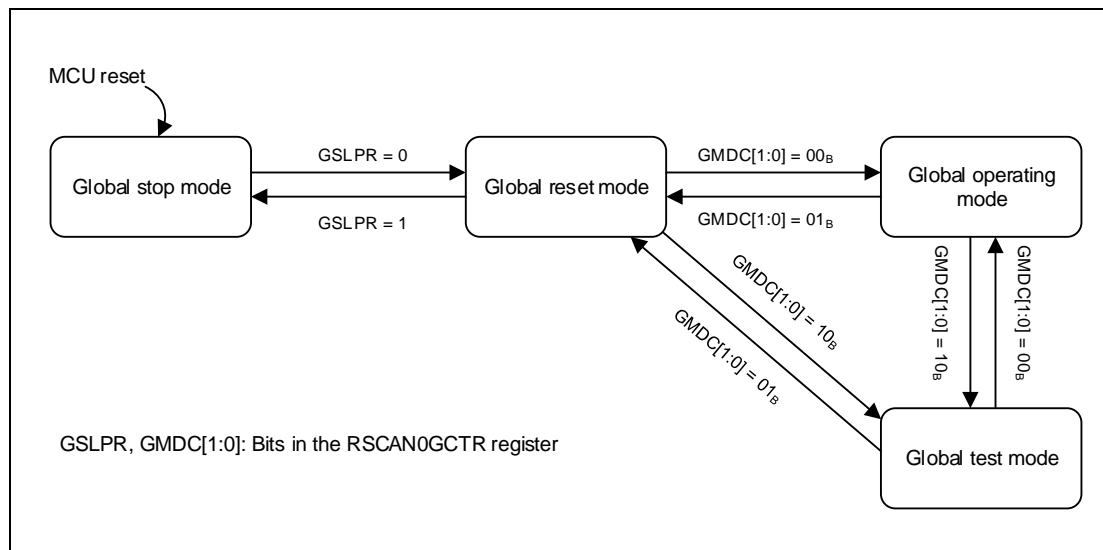 MCU reset
Global stop mode
GSLPR = 0
GSLPR = 1
Global reset mode
GMDC[1:0] = 00B
GMDC[1:0] = 01B
Global operating
mode
GMDC[1:0] = 10B
GMDC[1:0] = 01B
GMDC[1:0] = 10B
GMDC[1:0] = 00B
Global test mode
GSLPR, GMDC[1:0]: Bits in the RSCAN0GCTR register